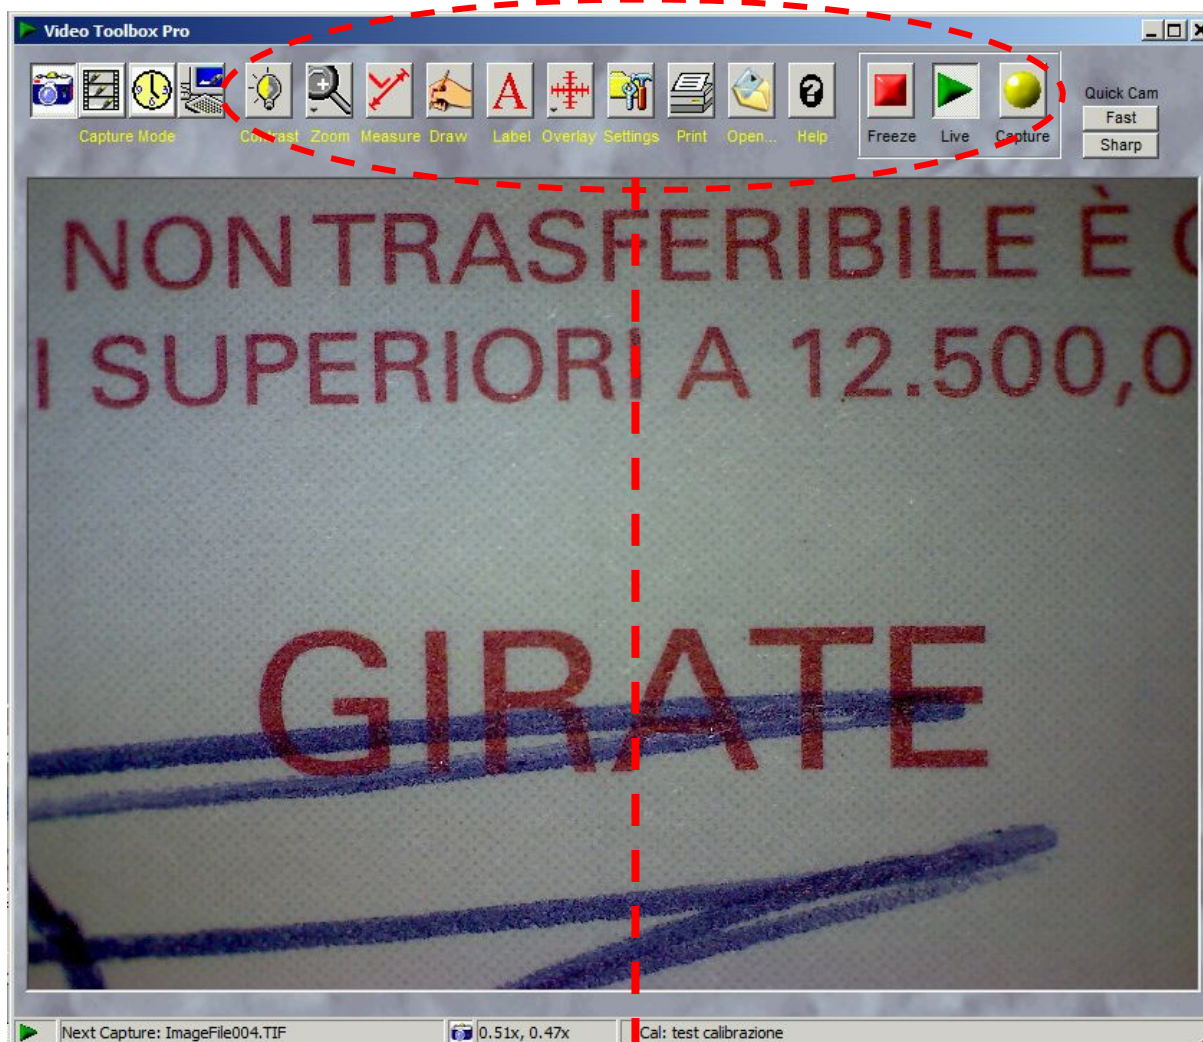 Video Toolbox Pro
Capture Mode Contrast Zoom Measure Draw Label Overlay Settings Print Open... Help Freeze Live Capture
Quick Cam
Fast
Sharp
NON TRASFERIBILE È
I SUPERIORI A 12.500,0
GIRATE
Next Capture: ImageFile004.TIF 0.51x, 0.47x Cal: test calibrazione